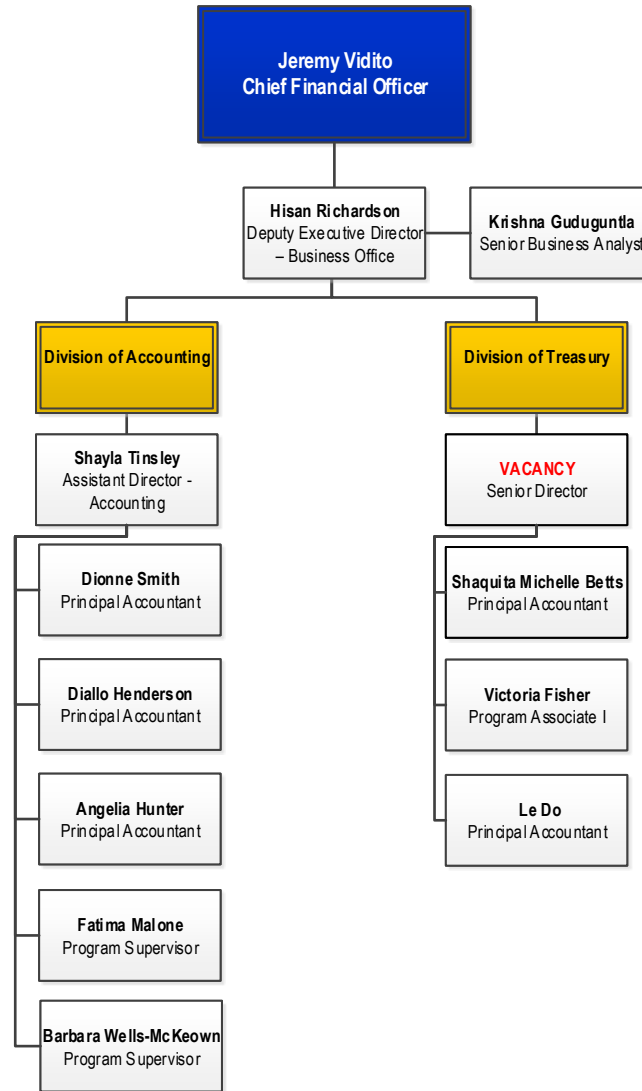 Jeremy Vidito
Chief Financial Officer
Hisan Richardson
Deputy Executive Director
– Business Office
Krishna Guduguntla
Senior Business Analyst
Division of Accounting
Division of Treasury
Shayla Tinsley
Assistant Director -
Accounting
VACANCY
Senior Director
Dionne Smith
Principal Accountant
Shaquita Michelle Betts
Principal Accountant
Diallo Henderson
Principal Accountant
Victoria Fisher
Program Associate I
Angelia Hunter
Principal Accountant
Le Do
Principal Accountant
Fatima Malone
Program Supervisor
Barbara Wells-McKeown
Program Supervisor